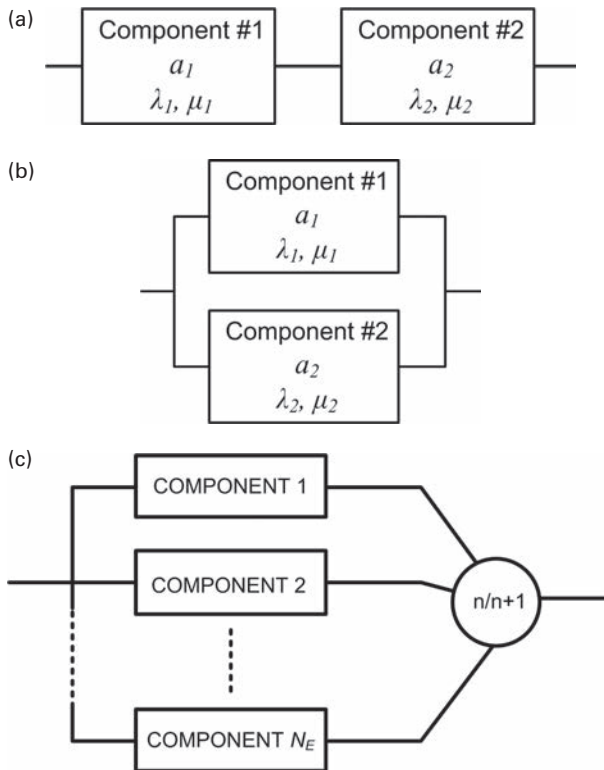 (a)
Component #1
a1
λ1, μ1
Component #2
a2
λ2, μ2
(b)
Component #1
a1
λ1, μ1
Component #2
a2
λ2, μ2
(c)
COMPONENT 1
COMPONENT 2
n/n+1
COMPONENT NE